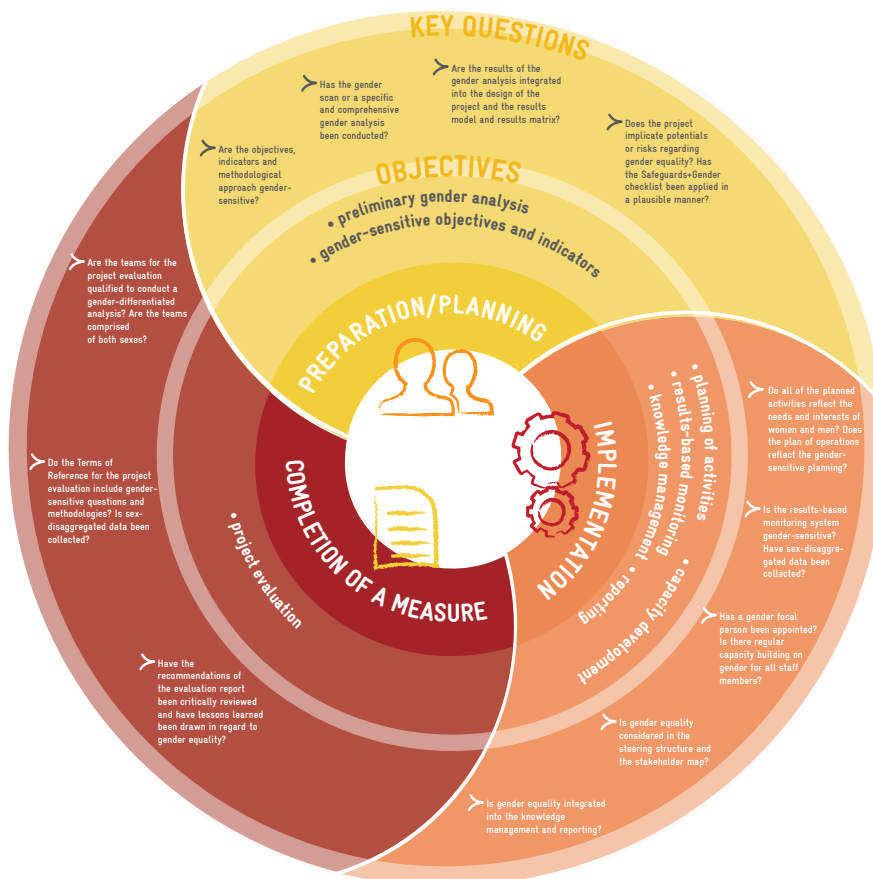 KEY QUESTIONS
➢ Are the objectives,
indicators and
methodological
approach gender-
sensitive?
➢ Has the gender
scan or a specific
and comprehensive
gender analysis
been conducted?
➢ Are the results of the
gender analysis integrated
into the design of the
project and the results
model and results matrix?
➢ Does the project
implicate potentials
or risks regarding
gender equality? Has
the Safeguards+Gender
checklist been applied in
a plausible manner?
OBJECTIVES
• preliminary gender analysis
• gender-sensitive objectives and indicators
PREPARATION/PLANNING
IMPLEMENTATION
• planning of activities
• results-based monitoring
• knowledge management
• reporting
• capacity development
➢ Do all of the planned
activities reflect the
needs and interests of
women and men? Does
the plan of operations
reflect the gender-
sensitive planning?
➢ Is the results-based
monitoring system
gender-sensitive?
Have sex-disaggre-
gated data been
collected?
➢ Has a gender focal
person been appointed?
Is there regular
capacity building on
gender for all staff
members?
➢ Is gender equality
considered in the
steering structure and
the stakeholder map?
➢ Is gender equality integrated
into the knowledge
management and reporting?
COMPLETION OF A MEASURE
• project evaluation
➢ Are the teams for the
project evaluation
qualified to conduct a
gender-differentiated
analysis? Are the teams
comprised
of both sexes?
➢ Do the Terms of
Reference for the project
evaluation include gender-
sensitive questions and
methodologies? Is sex-
disaggregated data been
collected?
➢ Have the
recommendations of
the evaluation report
been critically reviewed
and have lessons learned
been drawn in regard to
gender equality?